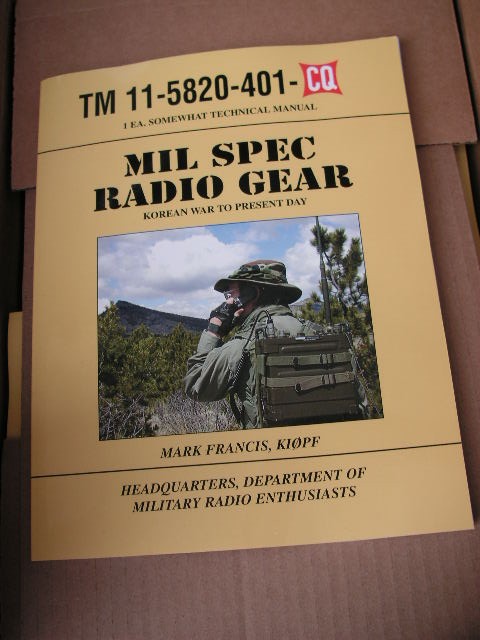 TM 11-5820-401-CQ
1 EA. SOMEWHAT TECHNICAL MANUAL
MIL SPEC
RADIO GEAR
KOREAN WAR TO PRESENT DAY
MARK FRANCIS, KIØPF
HEADQUARTERS, DEPARTMENT OF
MILITARY RADIO ENTHUSIASTS